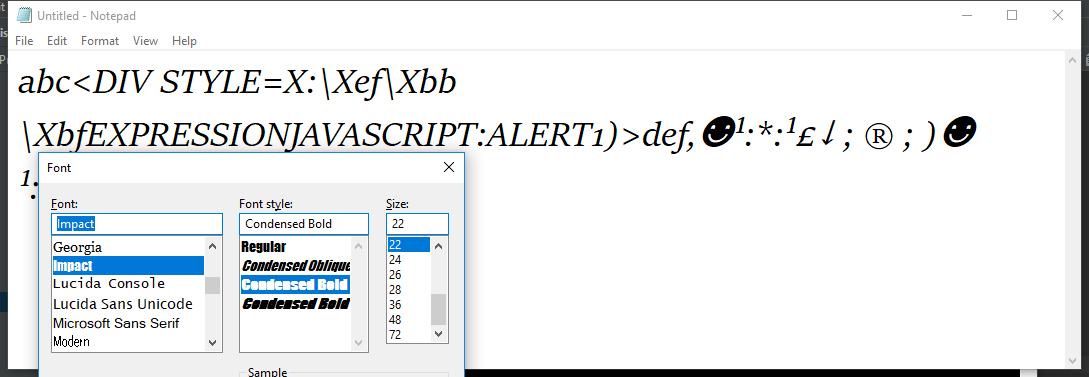 Untitled - Notepad
File Edit Format View Help
abc<DIV STYLE=X:\Xef\Xbb
\XbfEXPRESSIONJAVASCRIPT:ALERT1)>def,☻¹:*:¹£↓; ® ; )☻
¹:
Font
Font: Font style: Size:
Impact Condensed Bold 22
Georgia Regular 22
Impact Condensed Oblique 24
Lucida Console Condensed Bold 26
Lucida Sans Unicode Condensed Bold 28
Microsoft Sans Serif 36
Modern 48
72
Sample